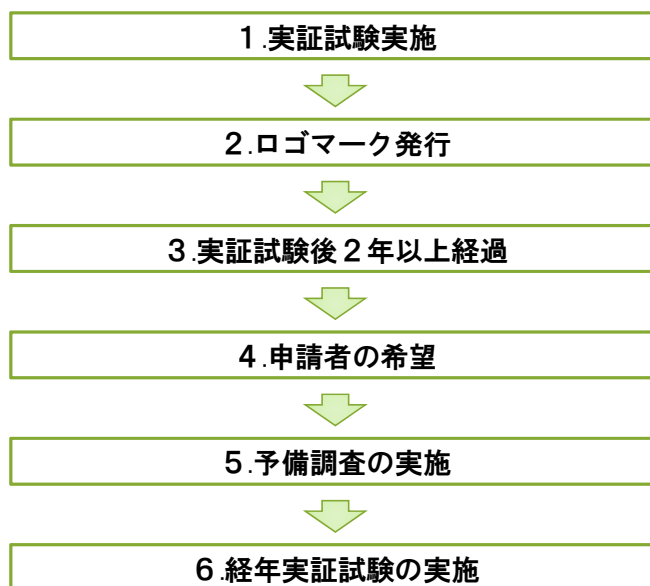 １.実証試験実施
２.ロゴマーク発行
３.実証試験後２年以上経過
４.申請者の希望
５.予備調査の実施
６.経年実証試験の実施